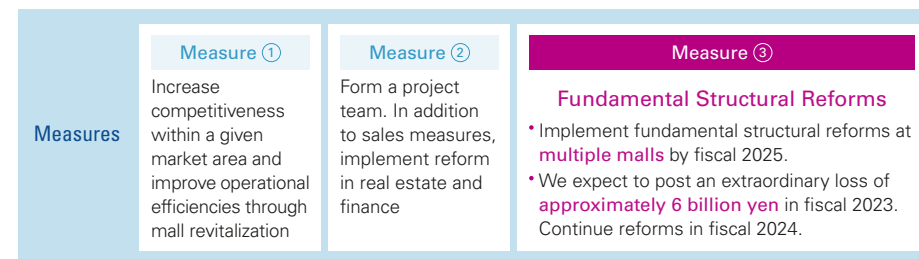 Measures
Measure ①
Increase
competitiveness
within a given
market area and
improve operational
efficiencies through
mall revitalization
Measure ②
Form a project
team. In addition
to sales measures,
implement reform
in real estate and
finance
Measure ③
Fundamental Structural Reforms
• Implement fundamental structural reforms at
multiple malls by fiscal 2025.
• We expect to post an extraordinary loss of
approximately 6 billion yen in fiscal 2023.
Continue reforms in fiscal 2024.